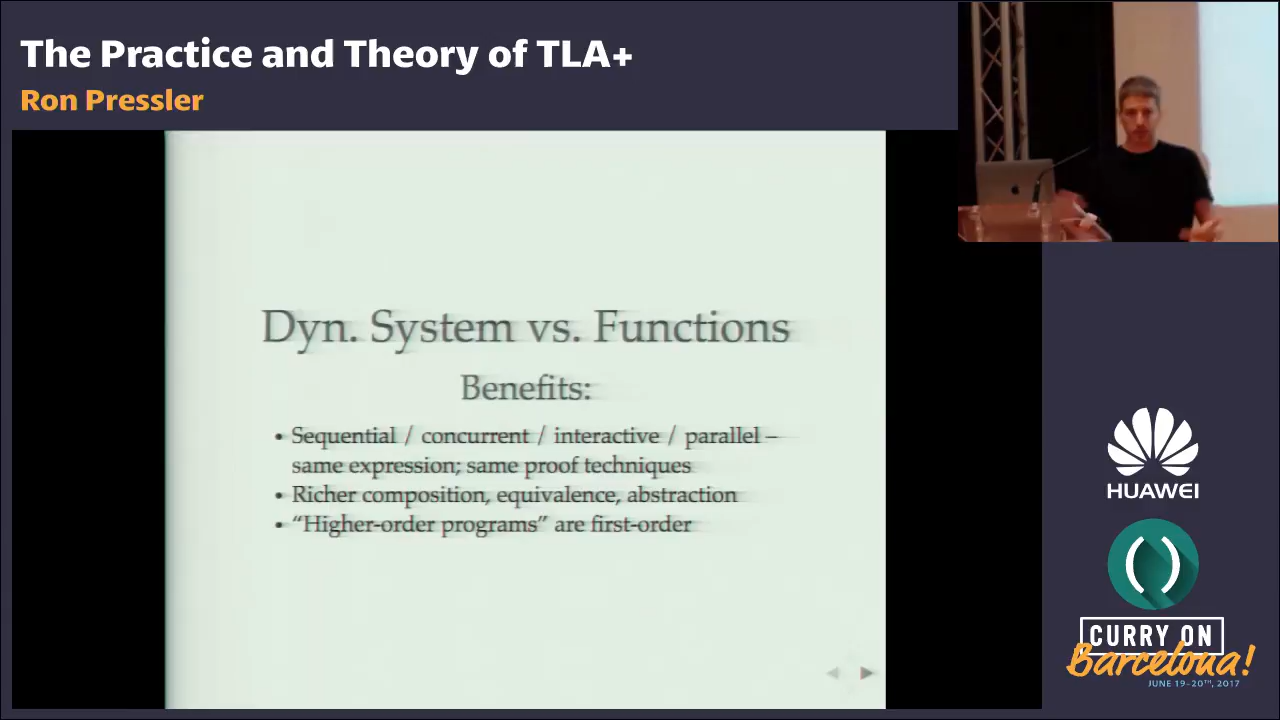 The Practice and Theory of TLA+
Ron Pressler
Dyn. System vs. Functions
Benefits:
• Sequential / concurrent / interactive / parallel –
same expression; same proof techniques
• Richer composition, equivalence, abstraction
• “Higher-order programs” are first-order
HUAWEI
()
CURRY ON
Barcelona!
JUNE 19-20TH, 2017